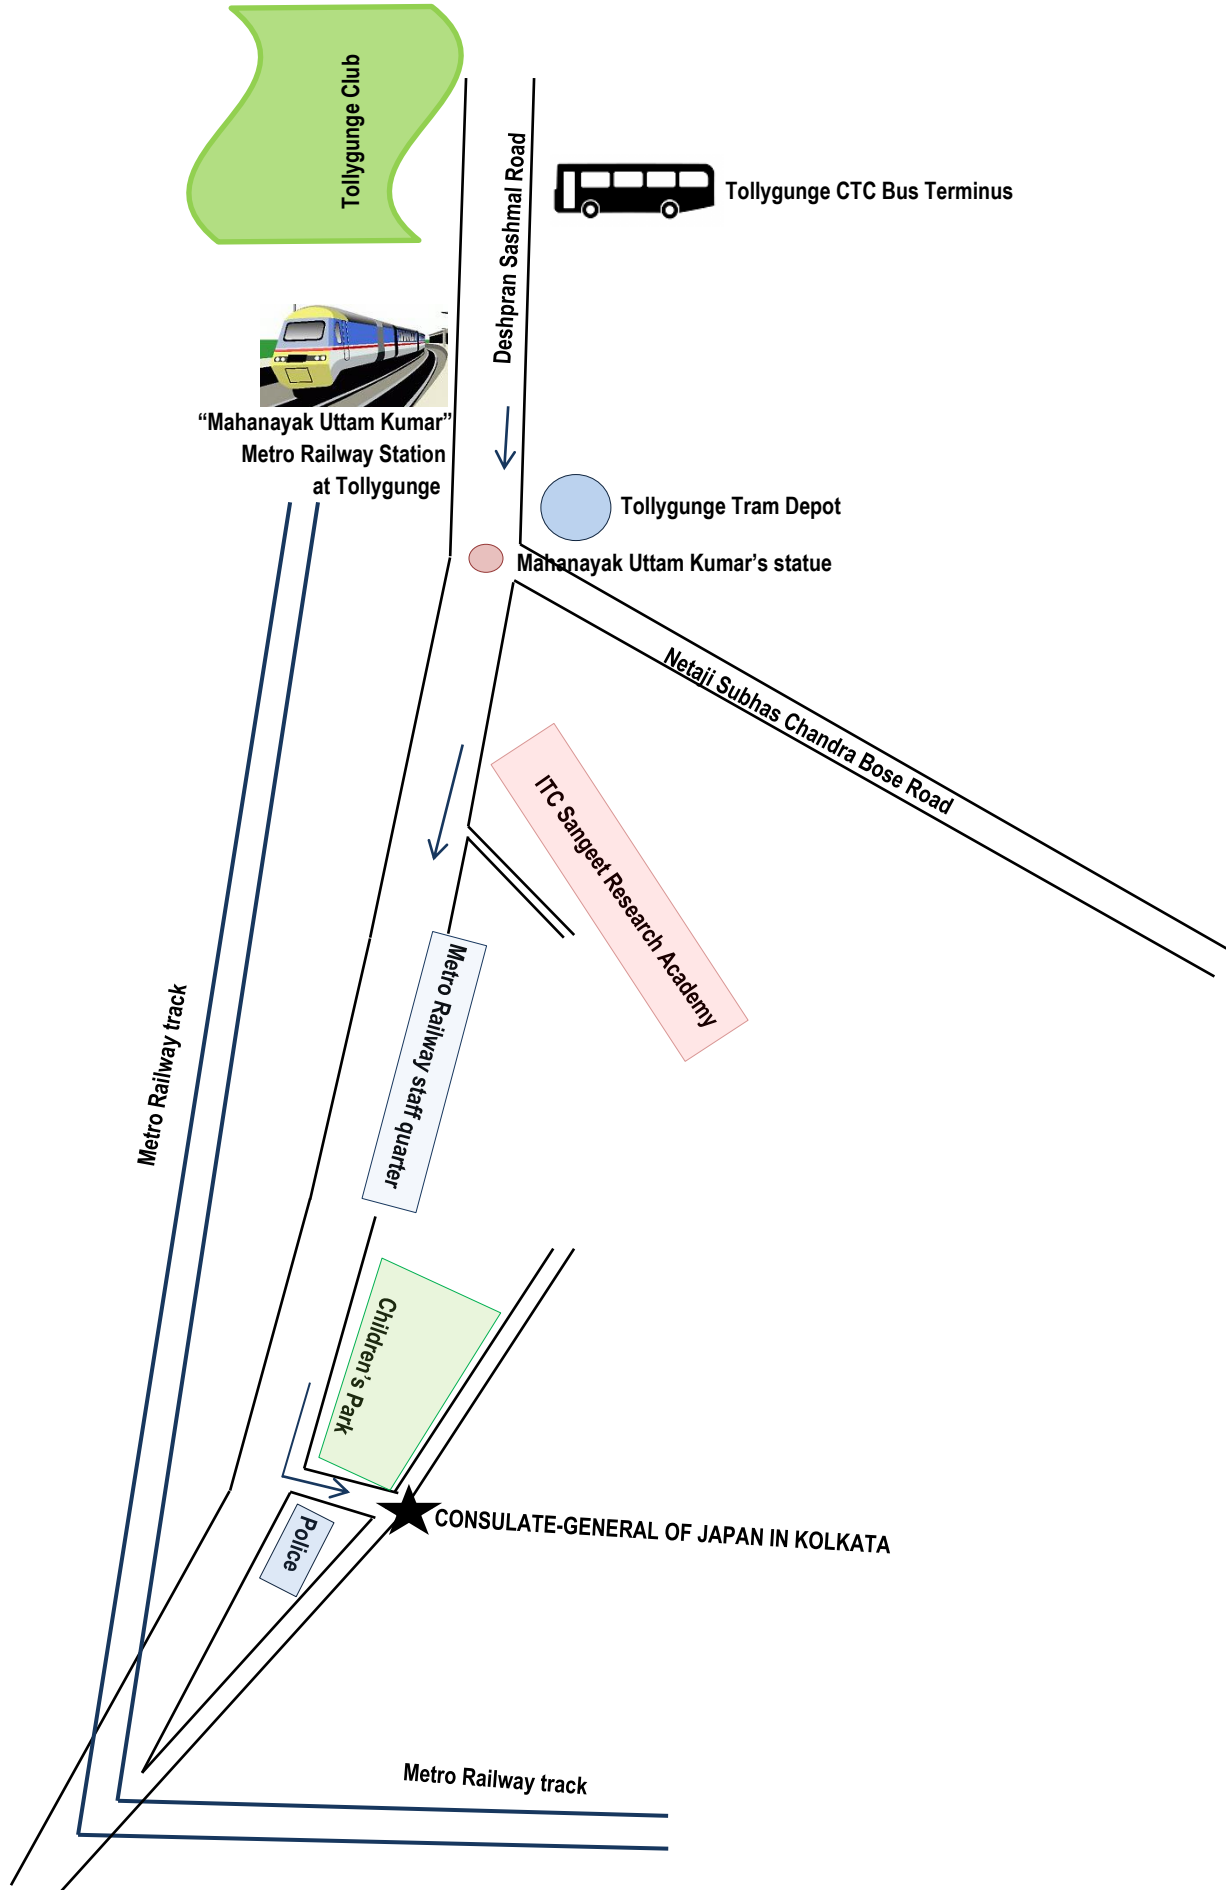 Tollygunge Club
Deshpran Sashmal Road
Tollygunge CTC Bus Terminus
“Mahanayak Uttam Kumar”
Metro Railway Station
at Tollygunge
Tollygunge Tram Depot
Mahanayak Uttam Kumar’s statue
Netaji Subhas Chandra Bose Road
ITC Sangeet Research Academy
Metro Railway staff quarter
Metro Railway track
Children’s Park
Police
CONSULATE-GENERAL OF JAPAN IN KOLKATA
Metro Railway track